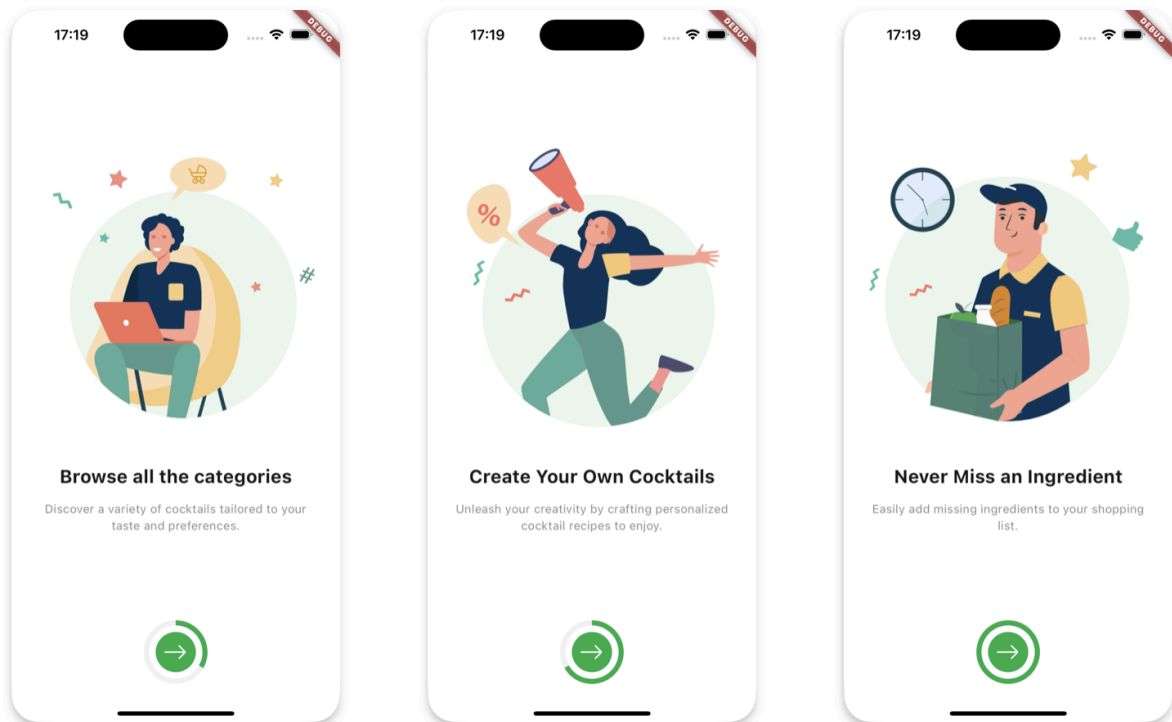 17:19
DEBUG
%
#
Browse all the categories
Discover a variety of cocktails tailored to your
taste and preferences.
17:19
DEBUG
Create Your Own Cocktails
Unleash your creativity by crafting personalized
cocktail recipes to enjoy.
17:19
DEBUG
Never Miss an Ingredient
Easily add missing ingredients to your shopping
list.